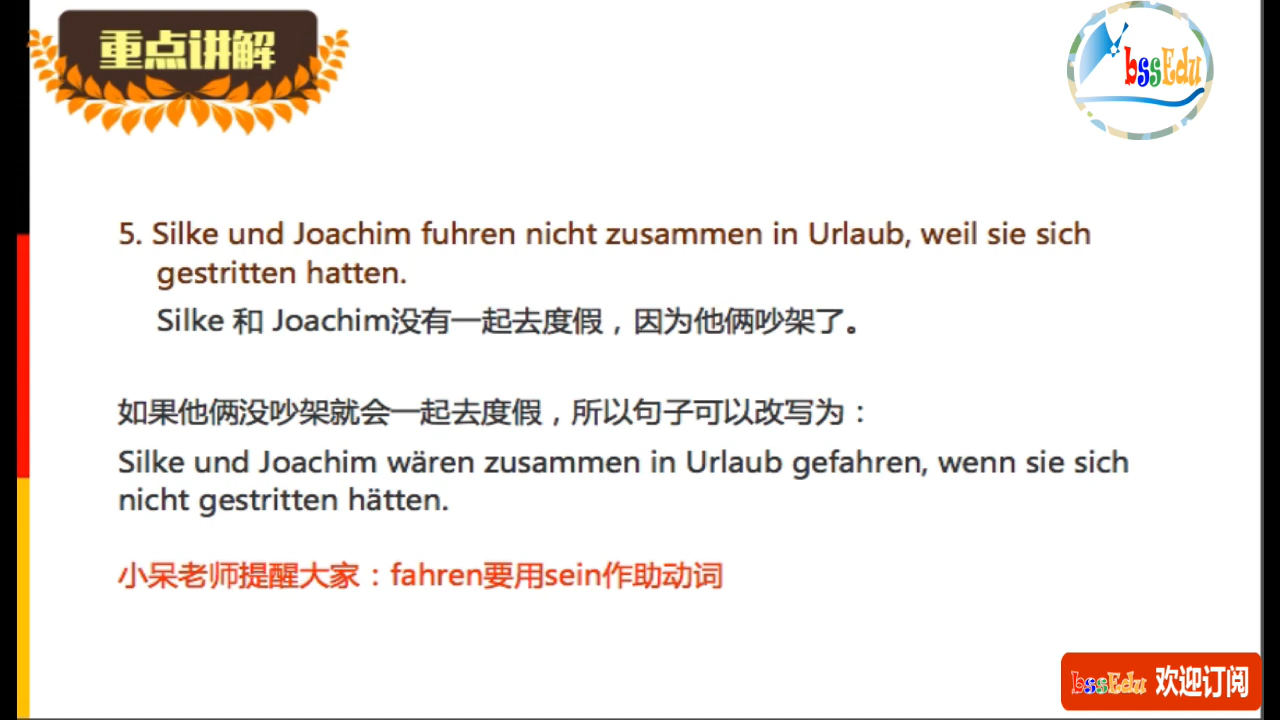 重点讲解
bssEdu
5. Silke und Joachim fuhren nicht zusammen in Urlaub, weil sie sich
gestritten hatten.
Silke 和 Joachim没有一起去度假，因为他俩吵架了。
如果他俩没吵架就会一起去度假，所以句子可以改写为：
Silke und Joachim wären zusammen in Urlaub gefahren, wenn sie sich
nicht gestritten hätten.
小呆老师提醒大家：fahren要用sein作助动词
bssEdu 欢迎订阅